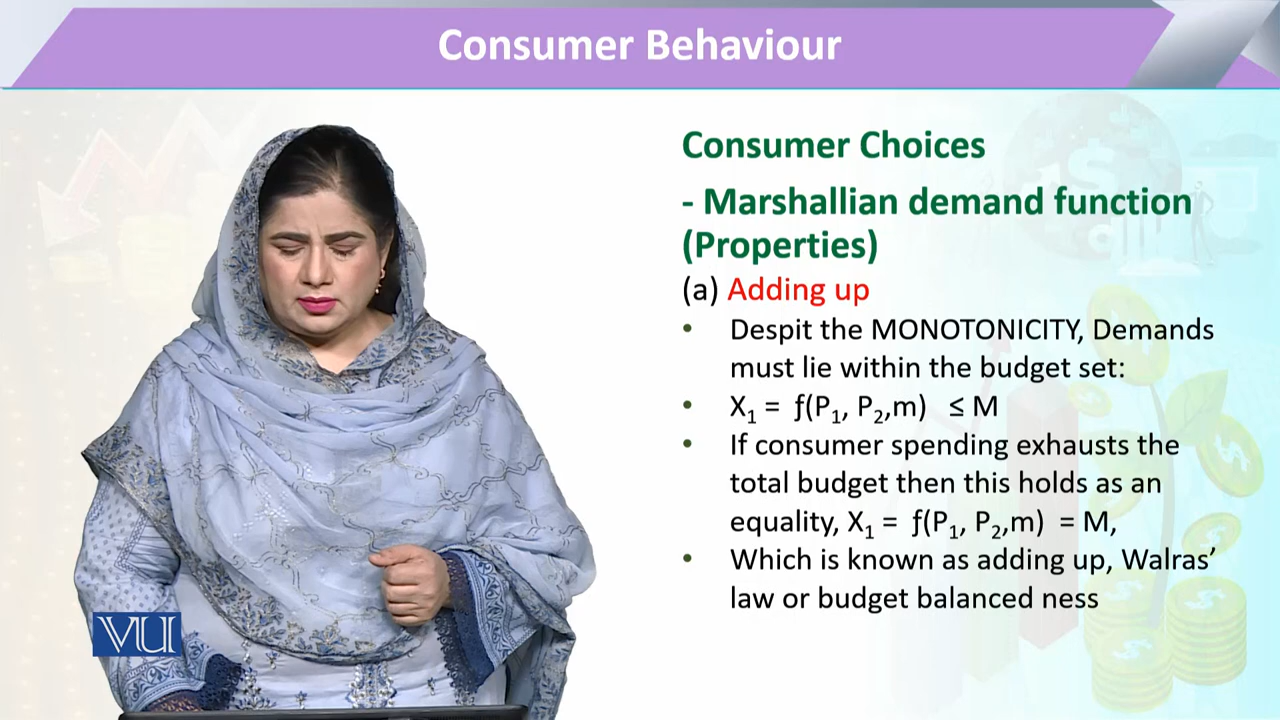 Consumer Behaviour
Consumer Choices
- Marshallian demand function
(Properties)
(a) Adding up
• Despit the MONOTONICITY, Demands
must lie within the budget set:
• X₁ = ƒ(P₁, P₂,m) ≤ M
• If consumer spending exhausts the
total budget then this holds as an
equality, X₁ = ƒ(P₁, P₂,m) = M,
• Which is known as adding up, Walras’
law or budget balanced ness
VU